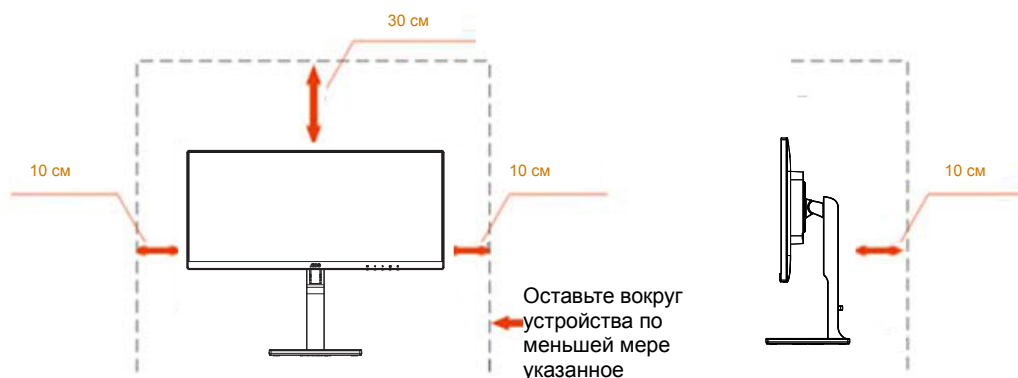 30 см
10 см
10 см
10 см
Оставьте вокруг
устройства по
меньшей мере
указанное